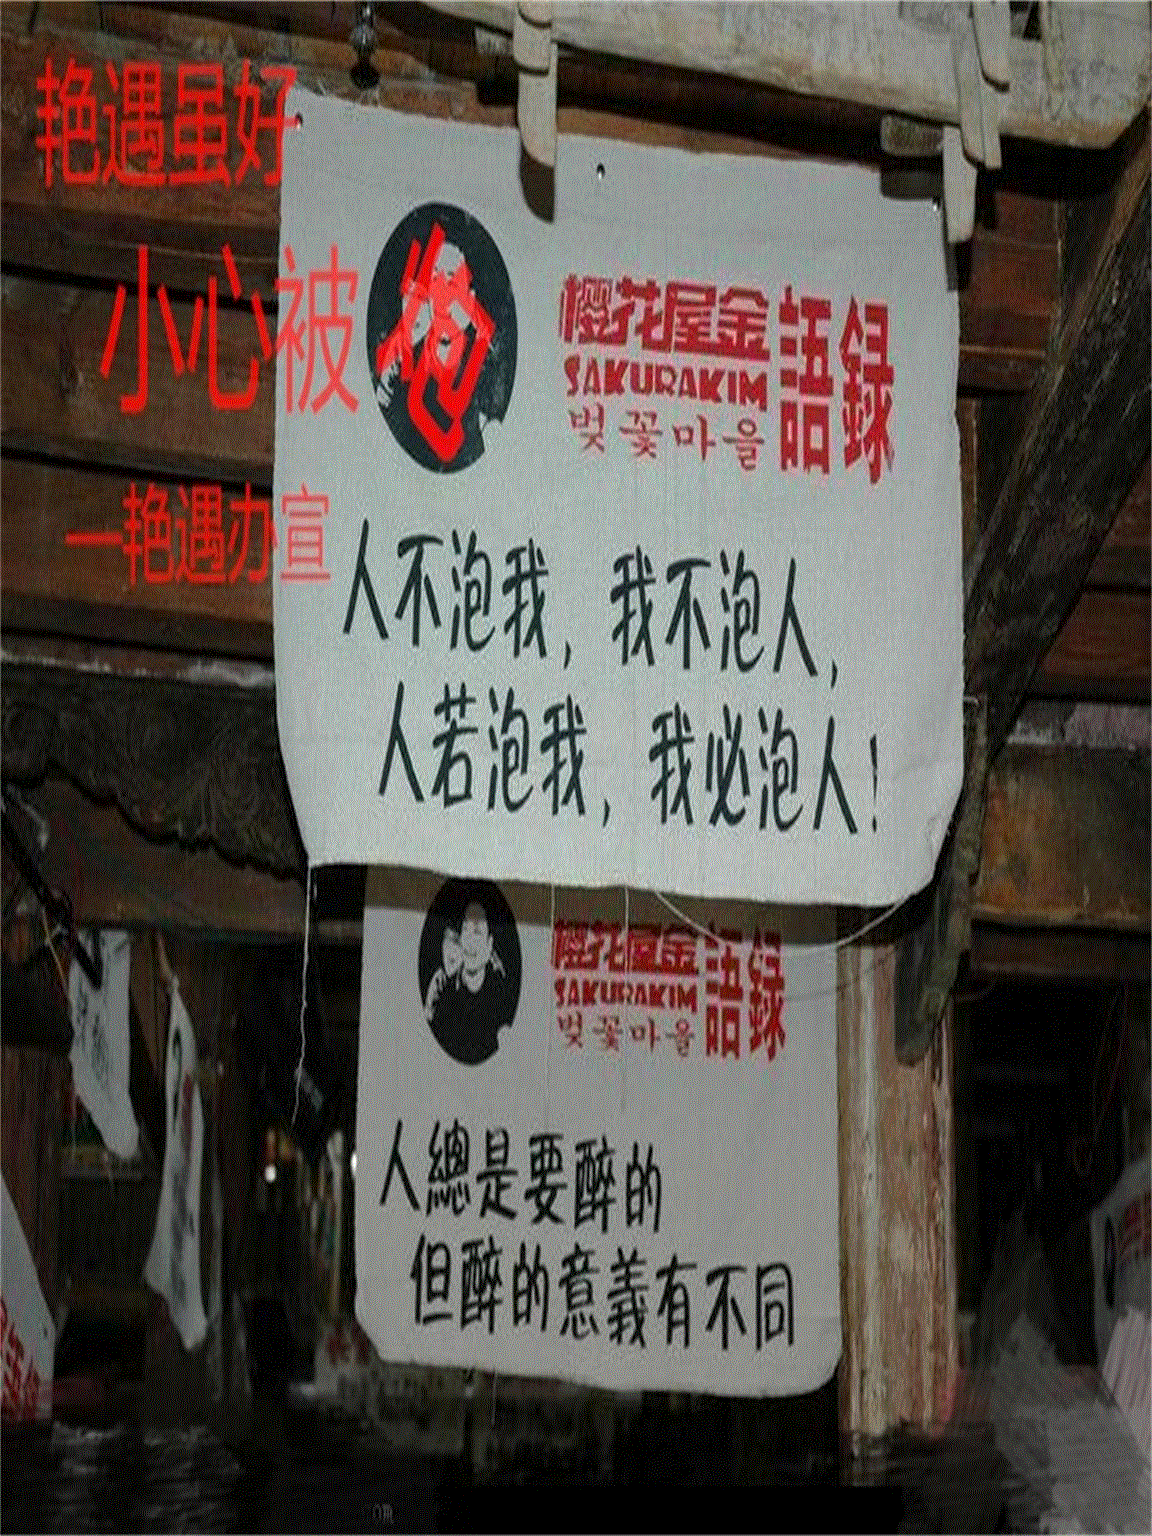 艳遇虽好
小心被炮
一艳遇办宣
樱花屋金語録
SAKURAKIM
벚꽃마을
人不泡我,我不泡人,
人若泡我,我必泡人!
樱花屋金語録
SAKURAKIM
벚꽃마을
人總是要醉的
但醉的意義有不同
om